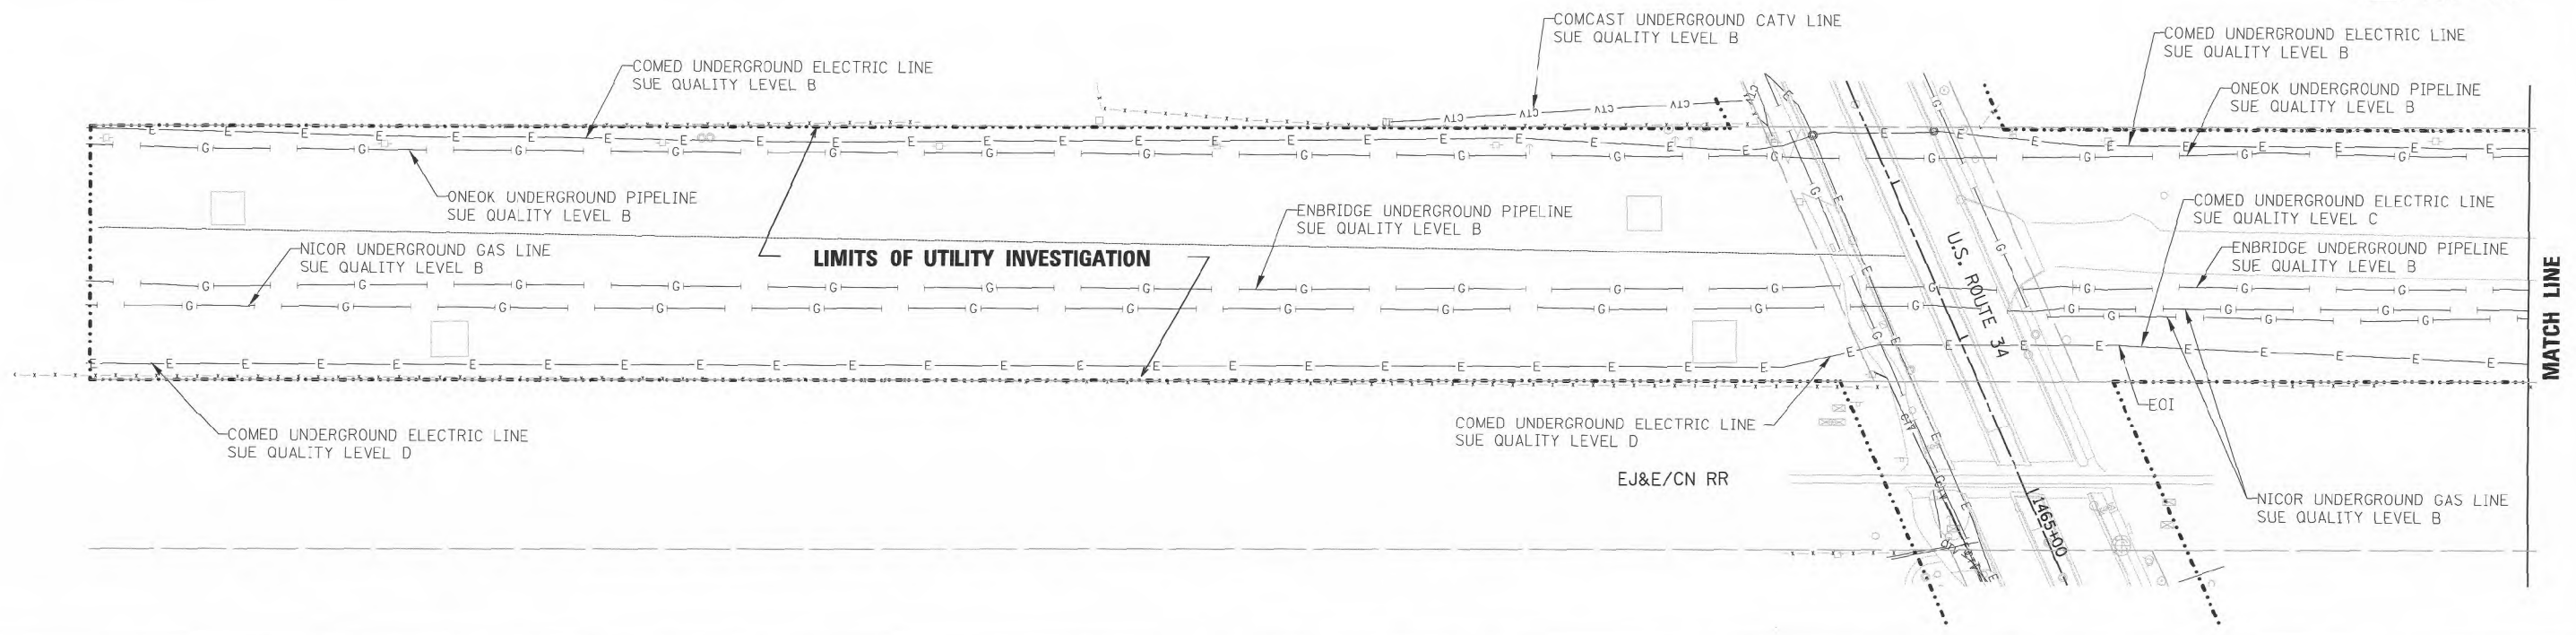 COMCAST UNDERGROUND CATV LINE
SUE QUALITY LEVEL B
COMED UNDERGROUND ELECTRIC LINE
SUE QUALITY LEVEL B
COMED UNDERGROUND ELECTRIC LINE
SUE QUALITY LEVEL B
ONEOK UNDERGROUND PIPELINE
SUE QUALITY LEVEL B
ONEOK UNDERGROUND PIPELINE
SUE QUALITY LEVEL B
ENBRIDGE UNDERGROUND PIPELINE
SUE QUALITY LEVEL B
COMED UNDERGROUND ELECTRIC LINE
SUE QUALITY LEVEL C
NICOR UNDERGROUND GAS LINE
SUE QUALITY LEVEL B
LIMITS OF UTILITY INVESTIGATION
ENBRIDGE UNDERGROUND PIPELINE
SUE QUALITY LEVEL B
U.S. ROUTE 34
MATCH LINE
EOI
COMED UNDERGROUND ELECTRIC LINE
SUE QUALITY LEVEL D
COMED UNDERGROUND ELECTRIC LINE
SUE QUALITY LEVEL D
EJ&E/CN RR
NICOR UNDERGROUND GAS LINE
SUE QUALITY LEVEL B
1465+00